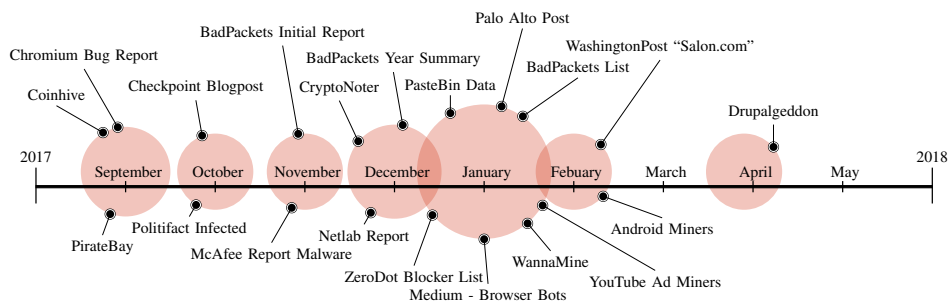 Palo Alto Post
BadPackets Initial Report
WashingtonPost “Salon.com”
Chromium Bug Report
BadPackets Year Summary
BadPackets List
Checkpoint Blogpost
CryptoNoter
PasteBin Data
Coinhive
Drupalgeddon
2017
2018
September
October
November
December
January
Febuary
March
April
May
Politifact Infected
Android Miners
PirateBay
Netlab Report
McAfee Report Malware
WannaMine
ZeroDot Blocker List
YouTube Ad Miners
Medium - Browser Bots